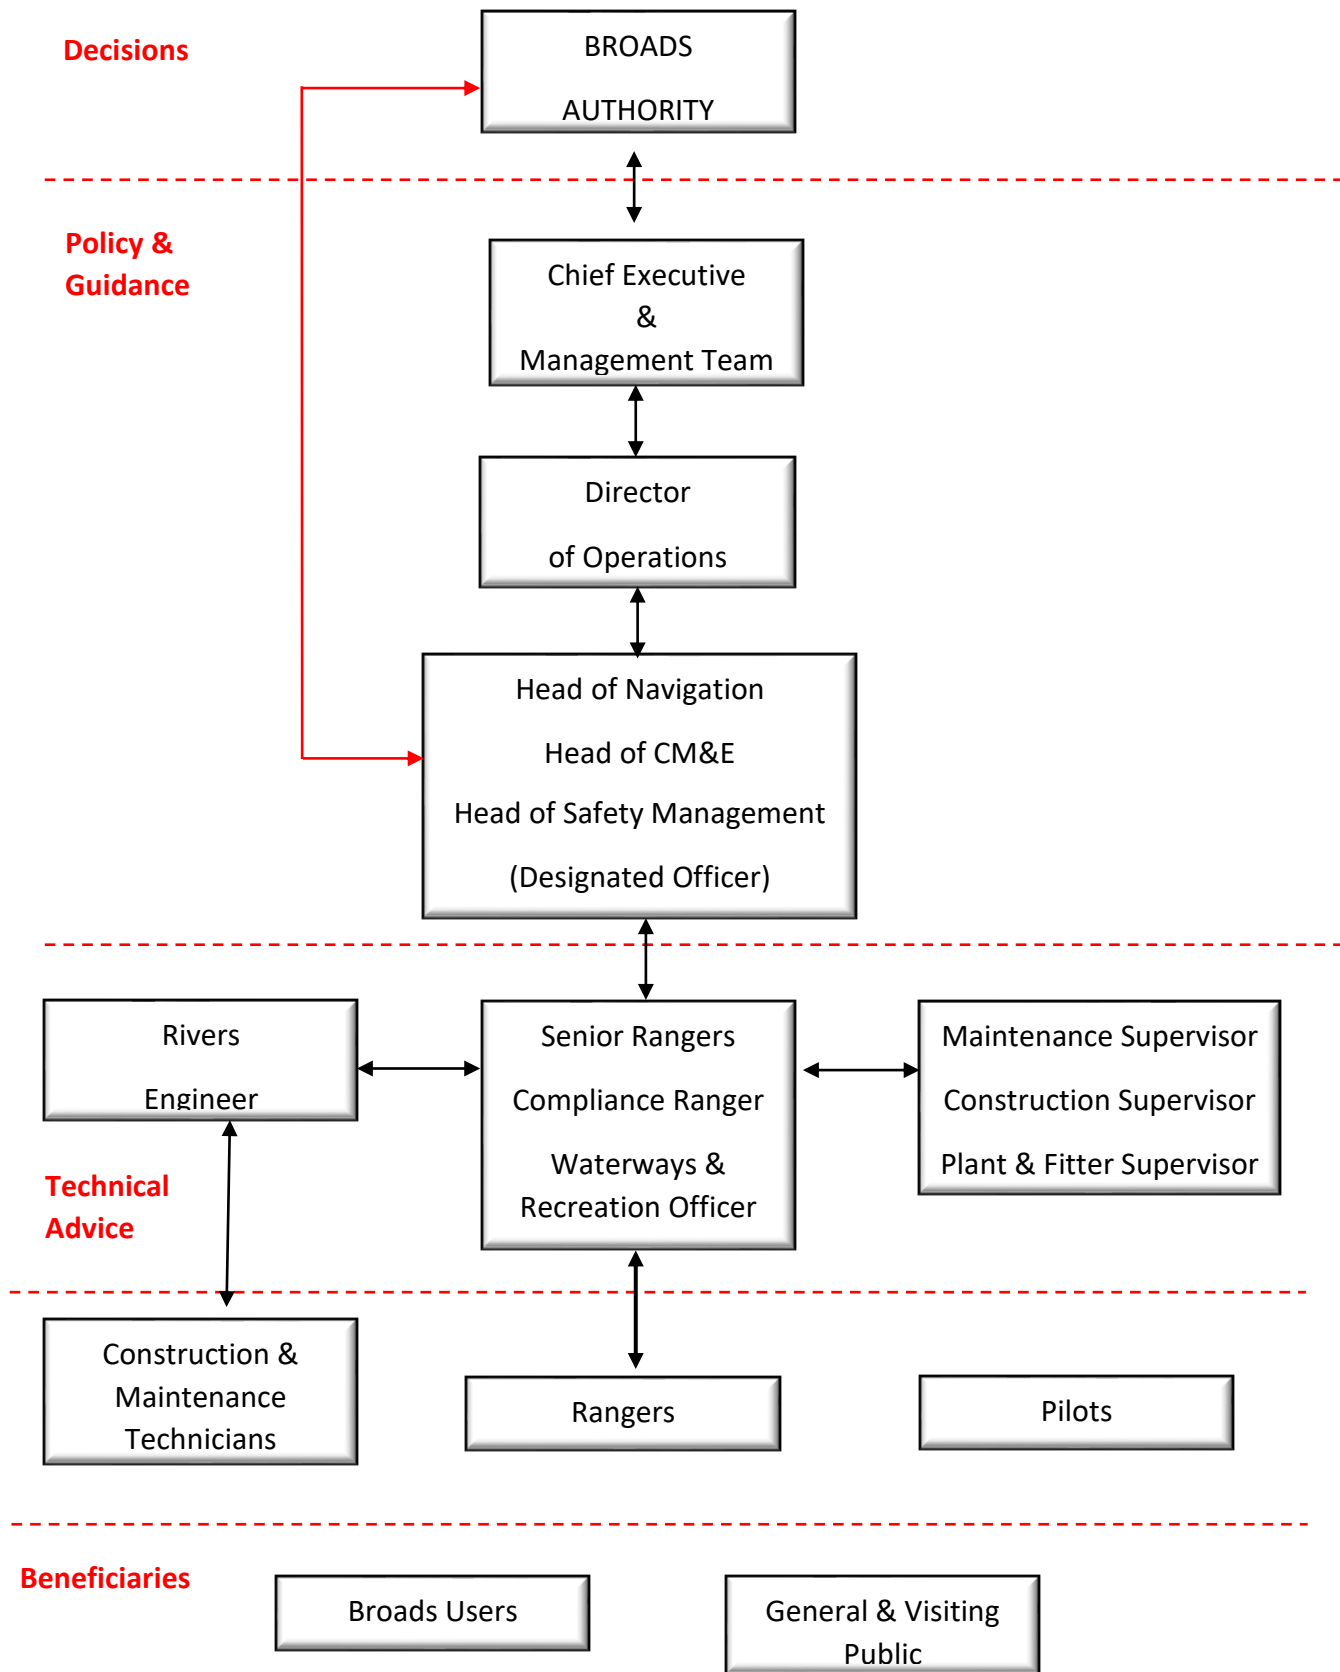 Decisions
BROADS
AUTHORITY
Policy &
Guidance
Chief Executive
&
Management Team
Director
of Operations
Head of Navigation
Head of CM&E
Head of Safety Management
(Designated Officer)
Rivers
Engineer
Senior Rangers
Compliance Ranger
Waterways &
Recreation Officer
Maintenance Supervisor
Construction Supervisor
Plant & Fitter Supervisor
Technical
Advice
Construction &
Maintenance
Technicians
Rangers
Pilots
Beneficiaries
Broads Users
General & Visiting
Public